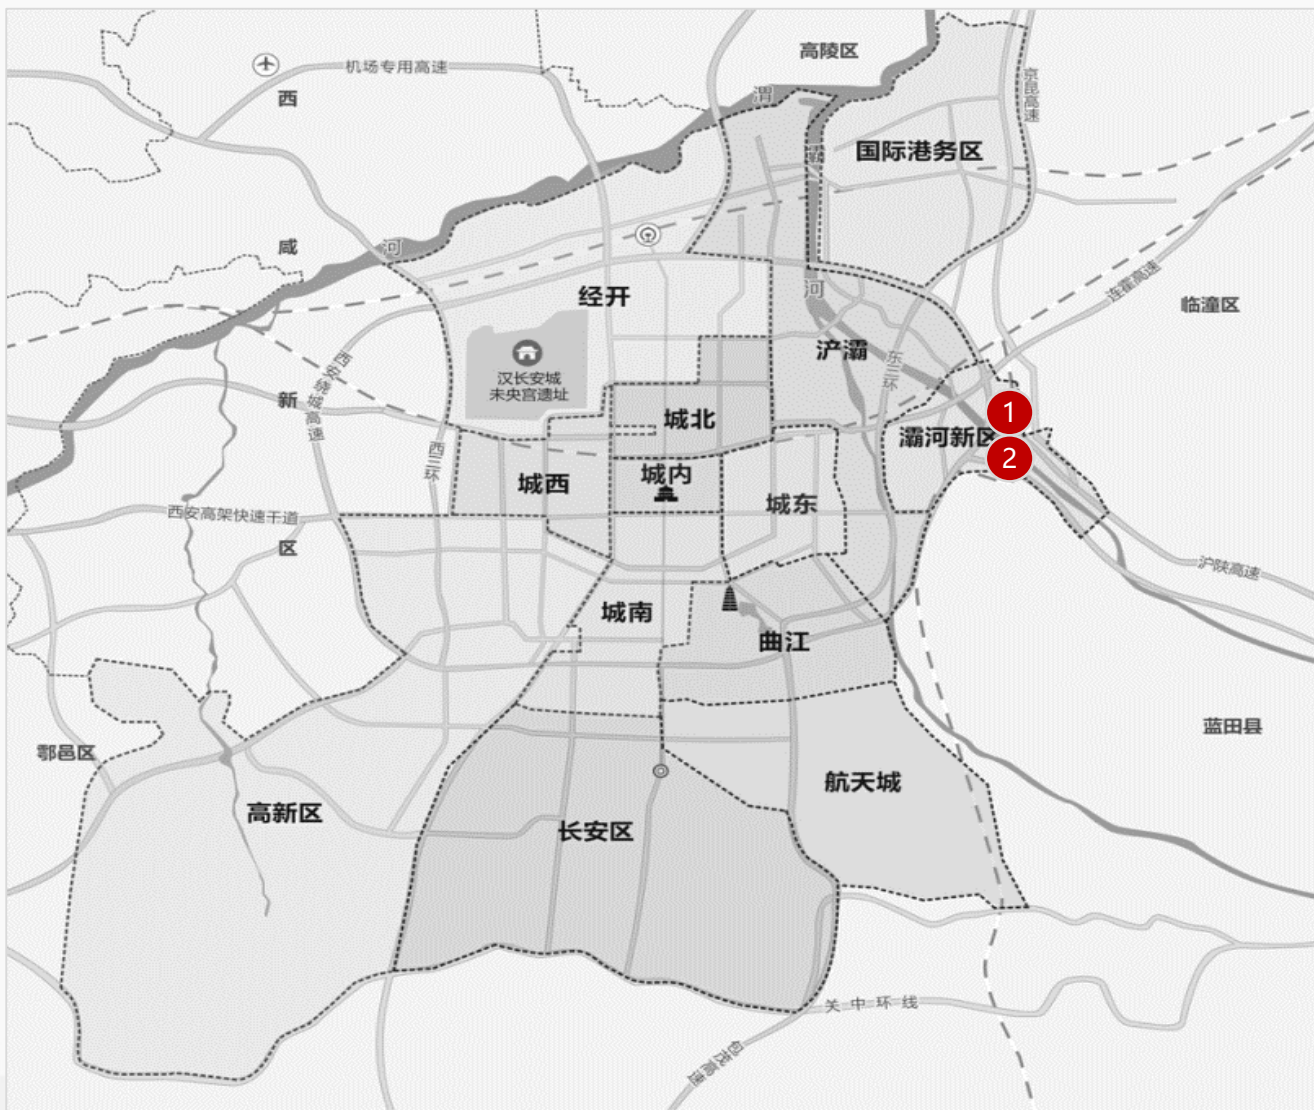 高陵区
机场专用高速
京昆高速
西
渭
国际港务区
灞
咸
河
连霍高速
河
经开
临潼区
浐灞
东三环
西安绕城高速
汉长安城
未央宫遗址
新
1
城北
灞河新区
西三环
2
城内
城西
城东
西安高架快速干道
区
沪陕高速
城南
曲江
蓝田县
鄠邑区
航天城
高新区
长安区
关中环线
包茂高速